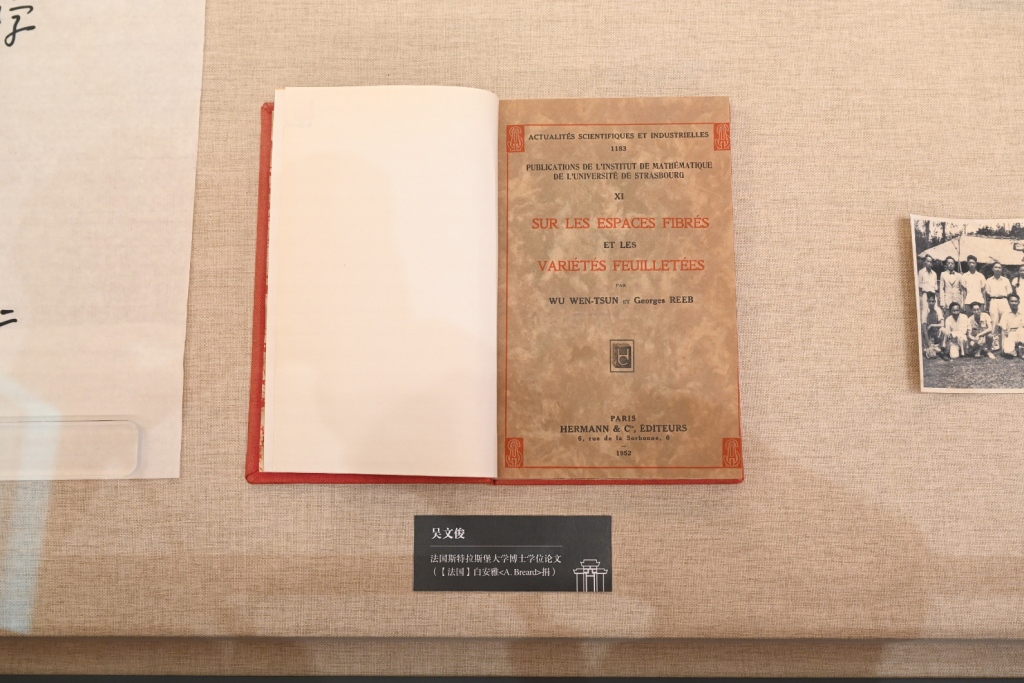 字
ACTUALITÉS SCIENTIFIQUES ET INDUSTRIELLES
1183
PUBLICATIONS DE L'INSTITUT DE MATHÉMATIQUE
DE L'UNIVERSITÉ DE STRASBOURG
XI
SUR LES ESPACES FIBRÉS
ET LES
VARIÉTÉS FEUILLETÉES
PAR
WU WEN-TSUN ET Georges REEB
PARIS
HERMANN & Cie, ÉDITEURS
6, rue de la Sorbonne, 6
1952
吴文俊
法国斯特拉斯堡大学博士学位论文
（【法国】白安雅<A. Breard>捐）